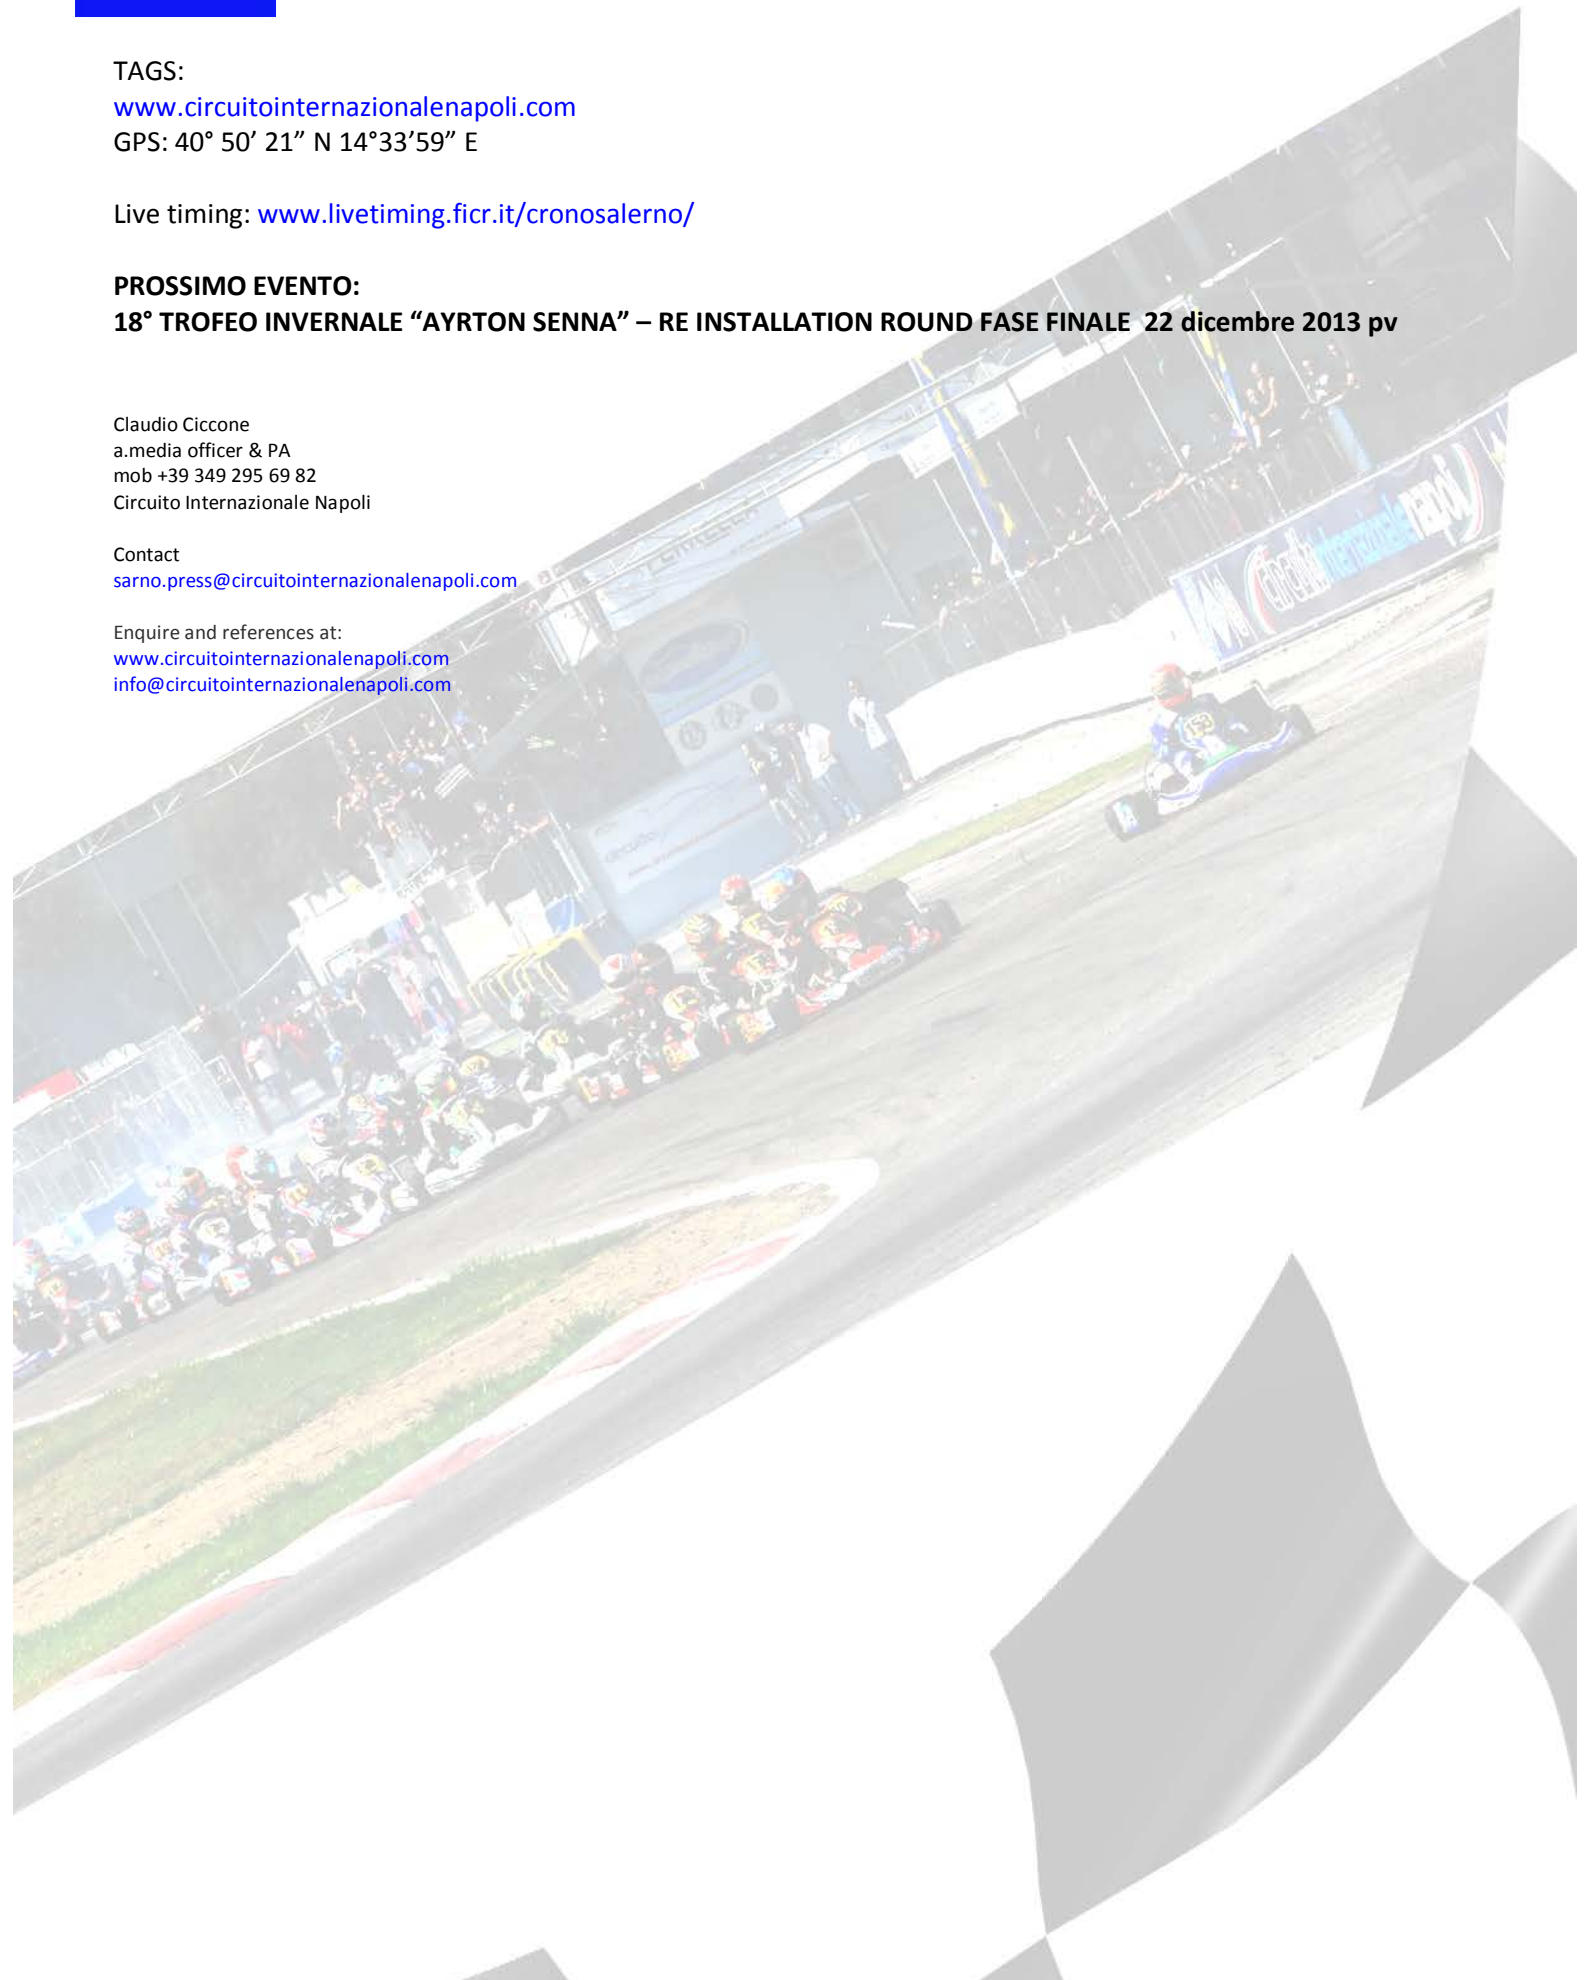 TAGS:
www.circuitointernazionalenapoli.com
GPS: 40° 50’ 21” N 14°33’59” E
Live timing: www.livetiming.ficr.it/cronosalerno/
PROSSIMO EVENTO:
18° TROFEO INVERNALE “AYRTON SENNA” – RE INSTALLATION ROUND FASE FINALE 22 dicembre 2013 pv
Claudio Ciccone
a.media officer & PA
mob +39 349 295 69 82
Circuito Internazionale Napoli
Contact
sarno.press@circuitointernazionalenapoli.com
Enquire and references at:
www.circuitointernazionalenapoli.com
info@circuitointernazionalenapoli.com
circuitointernazionalenapoli
153